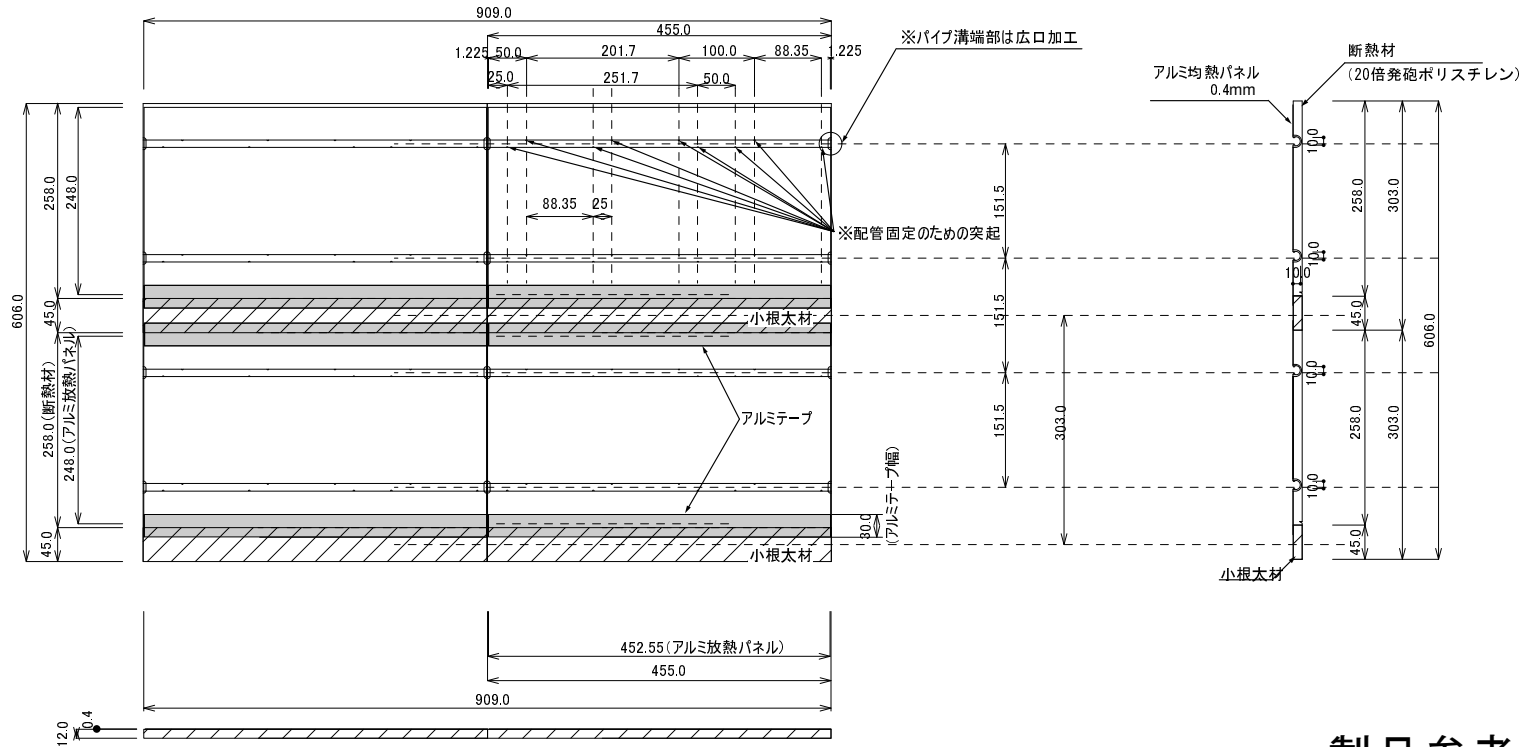 909.0
455.0
1.225 50.0 201.7 100.0 88.35 1.225
25.0 251.7 50.0
※パイプ溝端部は広口加工
断熱材
(20倍発砲ポリスチレン)
アルミ均熱パネル
0.4mm
606.0
258.0
248.0
45.0
258.0(断熱材)
248.0(アルミ放熱パネル)
45.0
88.35 25
※配管固定のための突起
小根太材
アルミテープ
30.0
(アルミテープ幅)
小根太材
151.5
151.5
151.5
303.0
10.0
10.0
10.0
10.0
10.0
258.0
45.0
258.0
45.0
303.0
303.0
606.0
小根太材
452.55(アルミ放熱パネル)
455.0
909.0
12.0
0.4